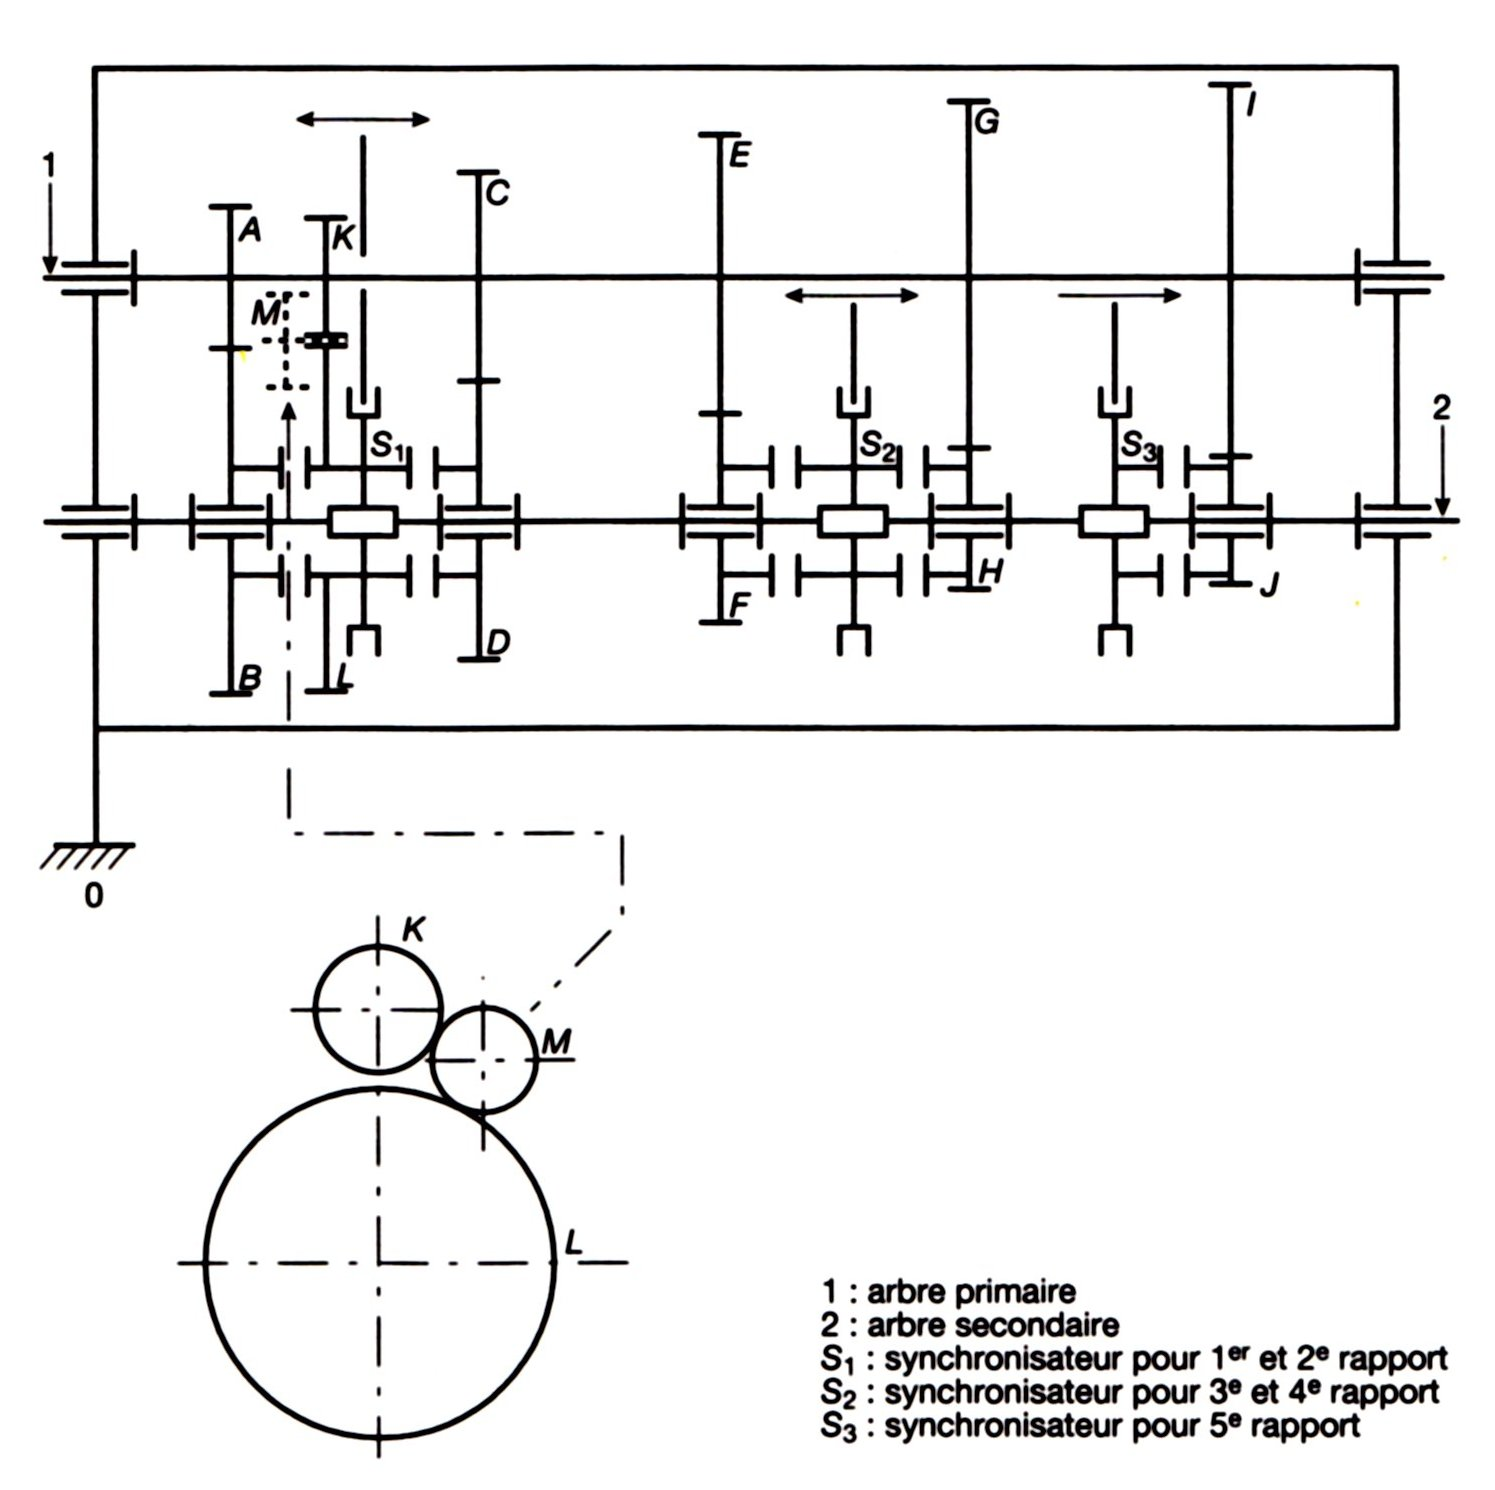 1
A
K
C
E
G
I
M
S₁
S₂
S₃
2
B
L
D
F
H
J
0
K
M
L
1 : arbre primaire
2 : arbre secondaire
S₁ : synchronisateur pour 1ᵉʳ et 2ᵉ rapport
S₂ : synchronisateur pour 3ᵉ et 4ᵉ rapport
S₃ : synchronisateur pour 5ᵉ rapport